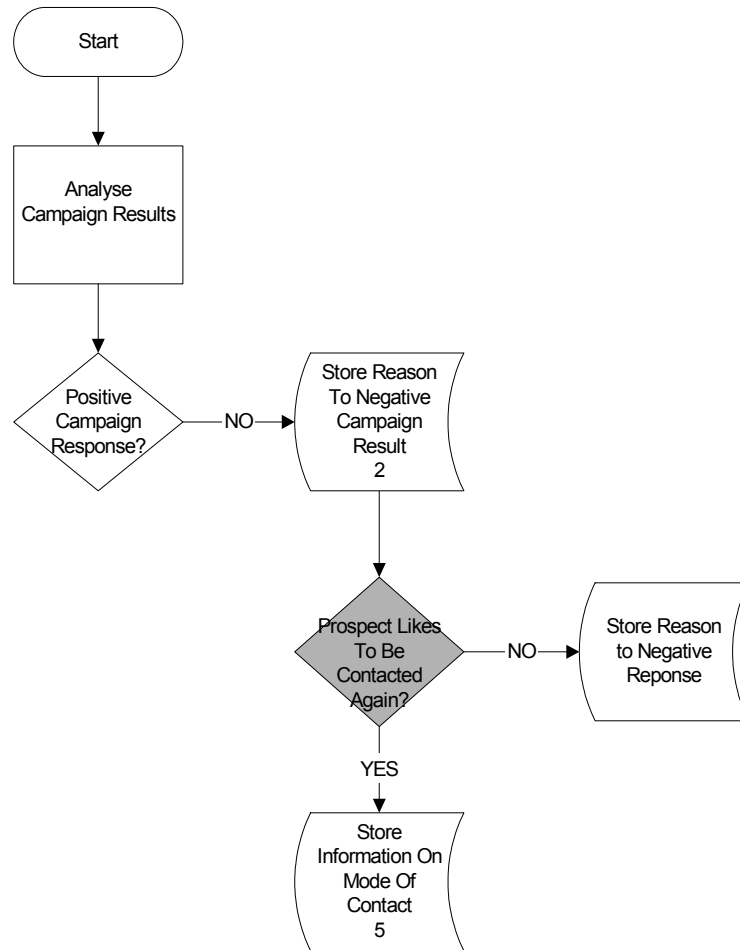 Start
Analyse
Campaign Results
Positive
Campaign
Response?
NO
Store Reason
To Negative
Campaign
Result
2
Prospect Likes
To Be
Contacted
Again?
NO
Store Reason
to Negative
Reponse
YES
Store
Information On
Mode Of
Contact
5